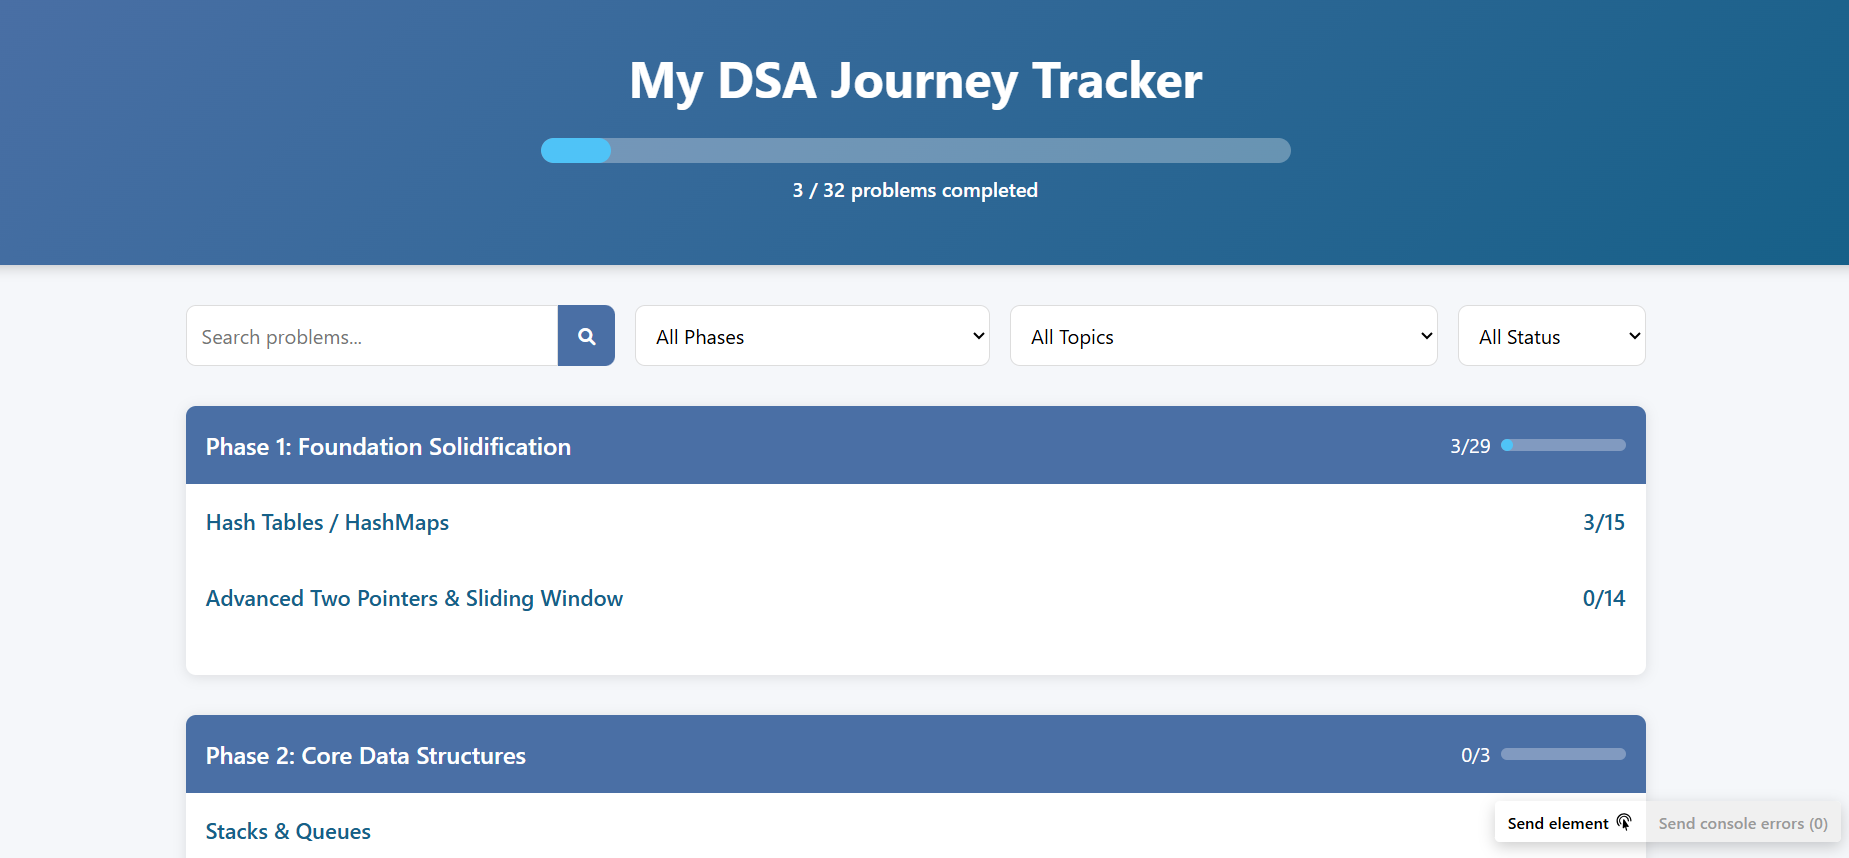 My DSA Journey Tracker
3 / 32 problems completed
Search problems...
All Phases
All Topics
All Status
Phase 1: Foundation Solidification
3/29
Hash Tables / HashMaps
3/15
Advanced Two Pointers & Sliding Window
0/14
Phase 2: Core Data Structures
0/3
Stacks & Queues
Send element
Send console errors (0)